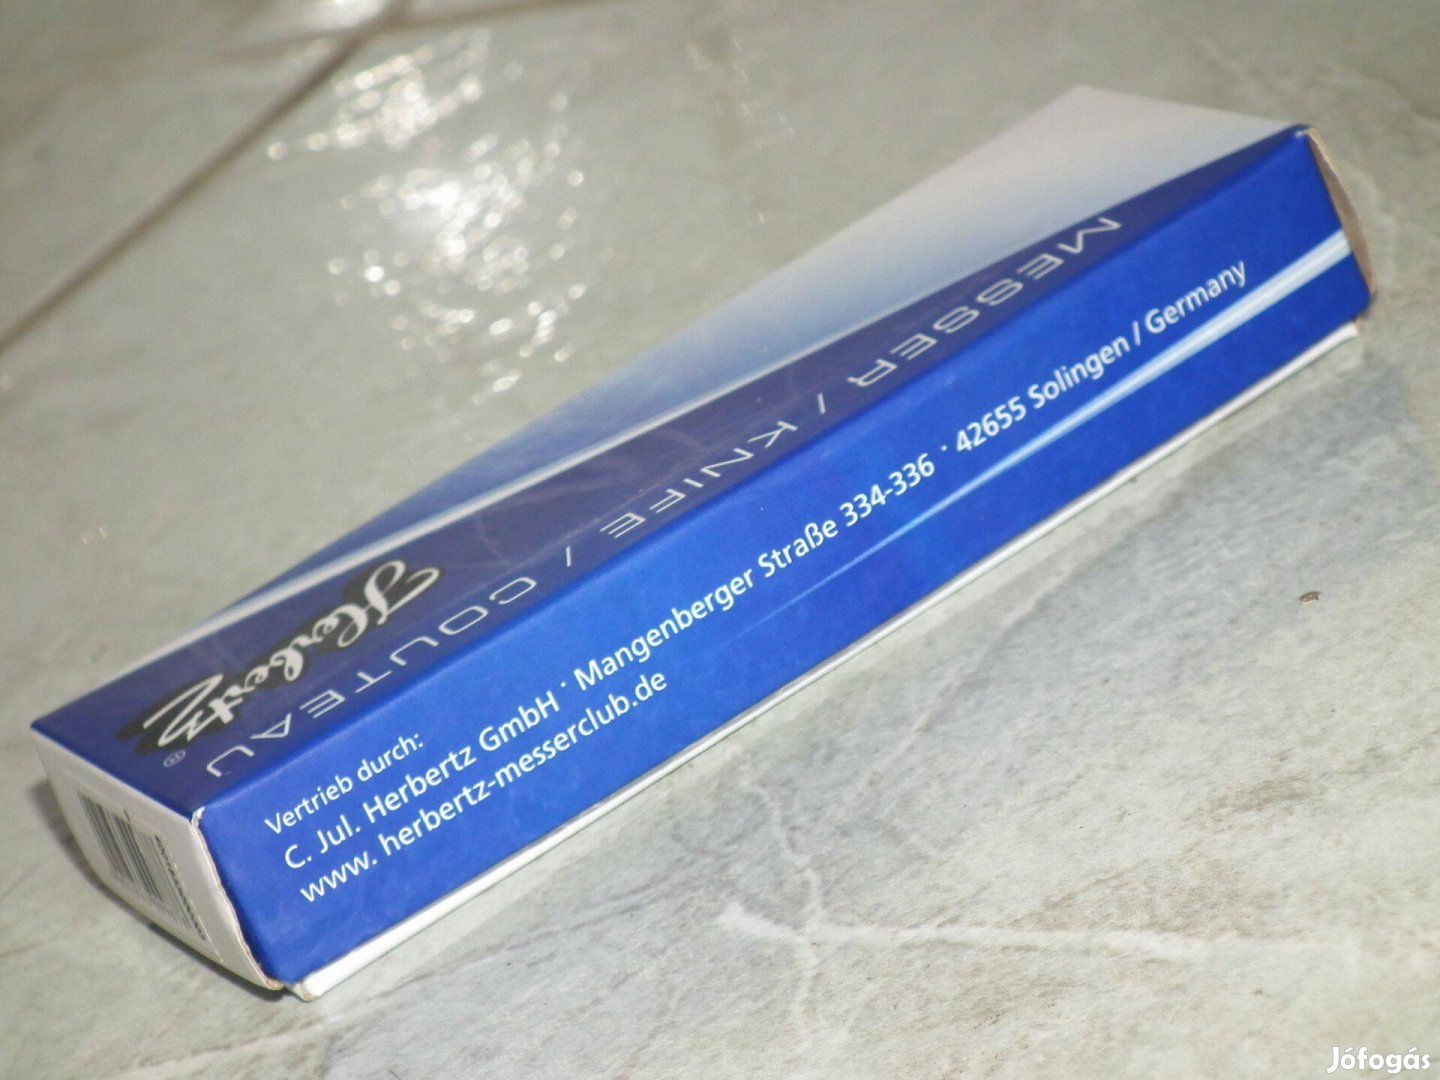 MESSER / KNIFE / COUTEAU
Herbertz®
Vertrieb durch:
C. Jul. Herbertz GmbH · Mangenberger Straße 334-336 · 42655 Solingen / Germany
www. herbertz-messerclub.de
Jófogás